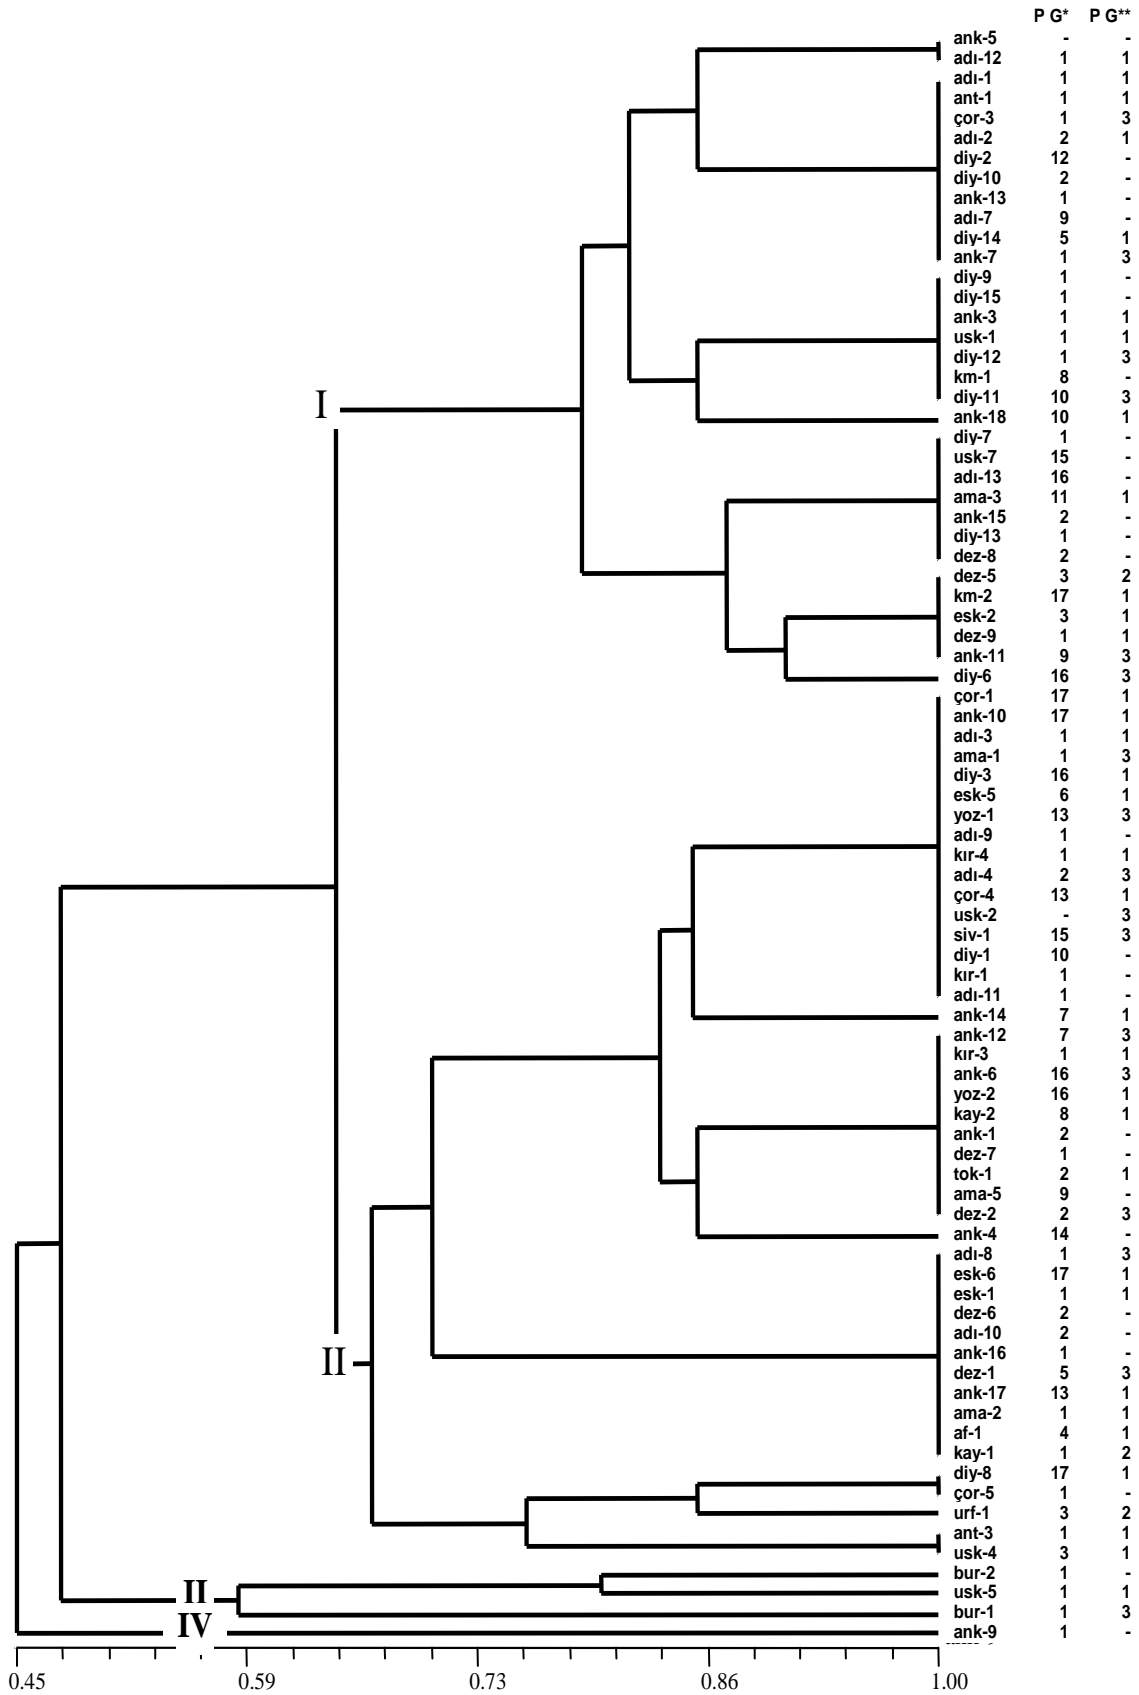 P G* P G**
ank-5 - -
adı-12 1 1
adı-1 1 1
ant-1 1 1
çor-3 1 3
adı-2 2 1
diy-2 12 -
diy-10 2 -
ank-13 1 -
adı-7 9 -
diy-14 5 1
ank-7 1 3
diy-9 1 -
diy-15 1 -
ank-3 1 1
usk-1 1 1
diy-12 1 3
km-1 8 -
diy-11 10 3
I
ank-18 10 1
diy-7 1 -
usk-7 15 -
adı-13 16 -
ama-3 11 1
ank-15 2 -
diy-13 1 -
dez-8 2 -
dez-5 3 2
km-2 17 1
esk-2 3 1
dez-9 1 1
ank-11 9 3
diy-6 16 3
çor-1 17 1
ank-10 17 1
adı-3 1 1
ama-1 1 3
diy-3 16 1
esk-5 6 1
yoz-1 13 3
adı-9 1 -
kır-4 1 1
adı-4 2 3
çor-4 13 1
usk-2 - 3
siv-1 15 3
diy-1 10 -
kır-1 1 -
adı-11 1 -
ank-14 7 1
ank-12 7 3
kır-3 1 1
ank-6 16 3
yoz-2 16 1
kay-2 8 1
ank-1 2 -
dez-7 1 -
tok-1 2 1
ama-5 9 -
dez-2 2 3
ank-4 14 -
adı-8 1 3
esk-6 17 1
esk-1 1 1
dez-6 2 -
adı-10 2 -
ank-16 1 -
II
dez-1 5 3
ank-17 13 1
ama-2 1 1
af-1 4 1
kay-1 1 2
diy-8 17 1
çor-5 1 -
urf-1 3 2
ant-3 1 1
usk-4 3 1
bur-2 1 -
II
usk-5 1 1
bur-1 1 3
IV
ank-9 1 -
0.45 0.59 0.73 0.86 1.00